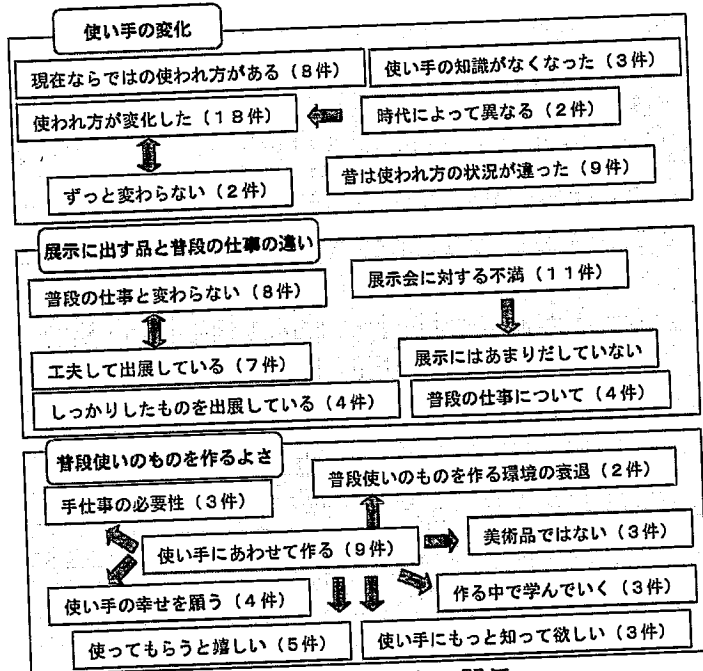 使い手の変化
現在ならではの使われ方がある（８件）
使い手の知識がなくなった（３件）
使われ方が変化した（１８件）
時代によって異なる（２件）
ずっと変わらない（２件）
昔は使われ方の状況が違った（９件）
展示に出す品と普段の仕事の違い
普段の仕事と変わらない（８件）
展示会に対する不満（１１件）
工夫して出展している（７件）
展示にはあまりだしていない
しっかりしたものを出展している（４件）
普段の仕事について（４件）
普段使いのものを作るよさ
手仕事の必要性（３件）
普段使いのものを作る環境の衰退（２件）
使い手にあわせて作る（９件）
美術品ではない（３件）
使い手の幸せを願う（４件）
作る中で学んでいく（３件）
使ってもらうと嬉しい（５件）
使い手にもっと知って欲しい（３件）